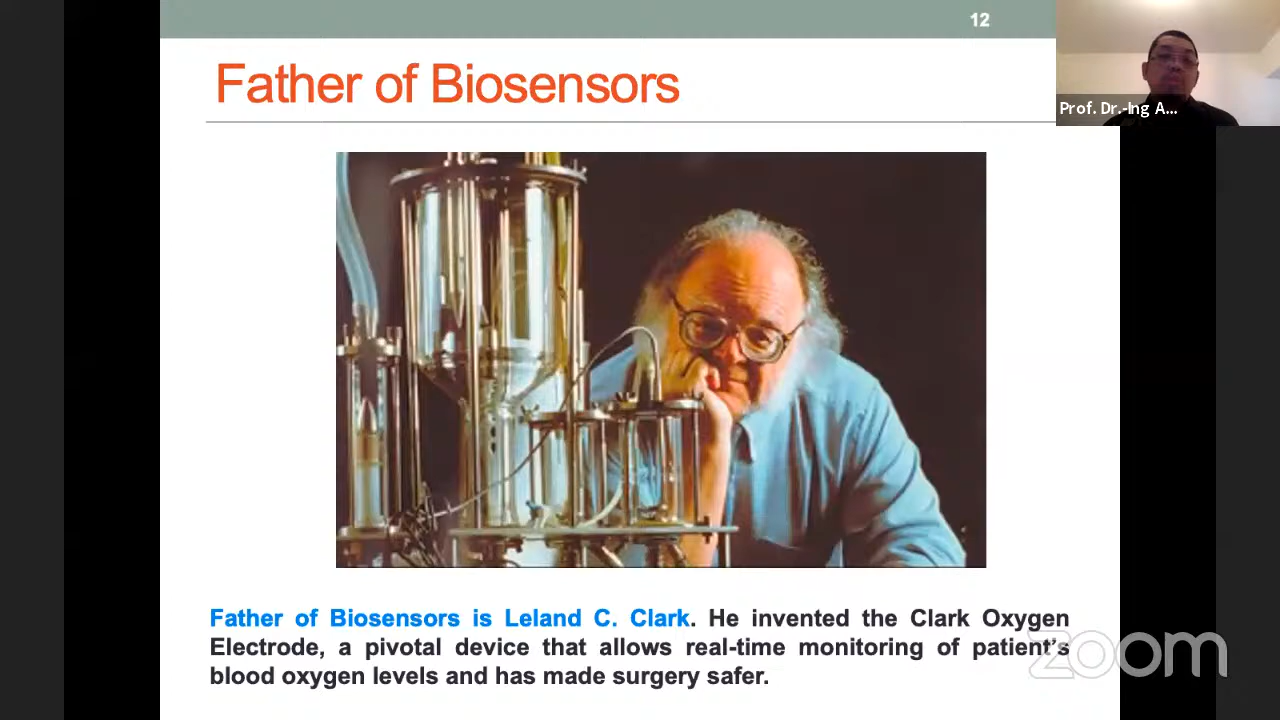 12
Father of Biosensors
Prof. Dr.-Ing A...
Father of Biosensors is Leland C. Clark. He invented the Clark Oxygen
Electrode, a pivotal device that allows real-time monitoring of patient's
blood oxygen levels and has made surgery safer.
zoom